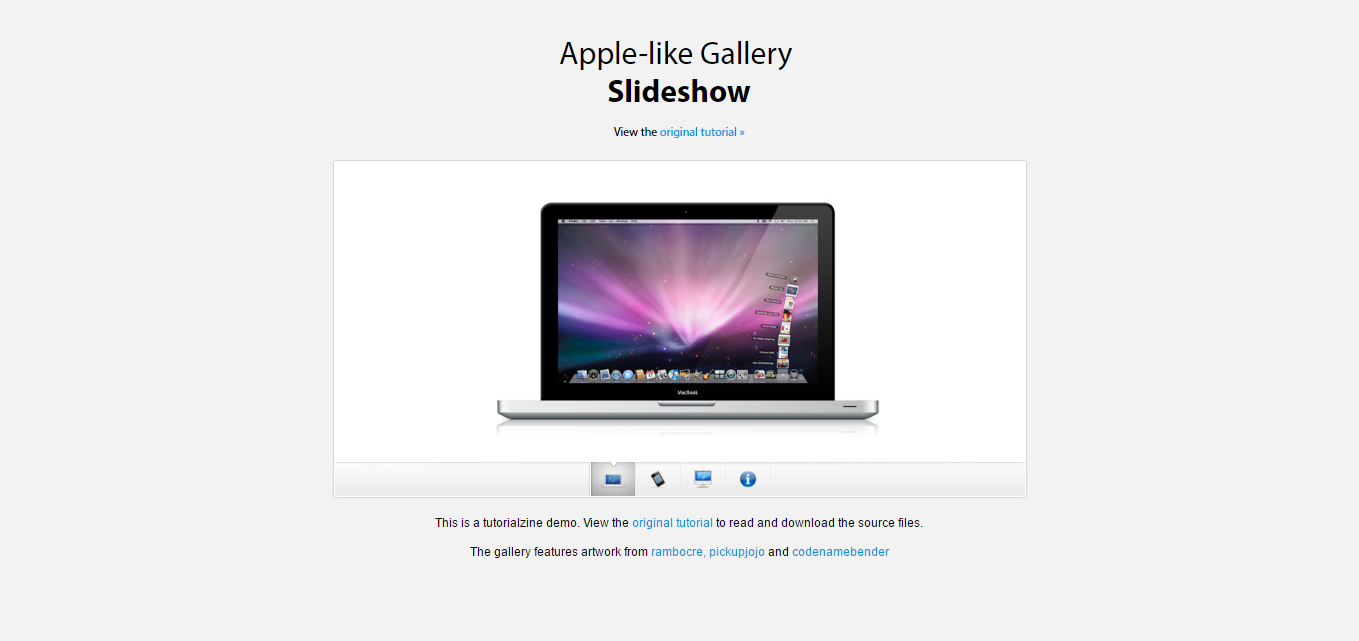 Apple-like Gallery
Slideshow
View the original tutorial »
MacBook
This is a tutorialzine demo. View the original tutorial to read and download the source files.
The gallery features artwork from rambocre, pickupjojo and codenamebender